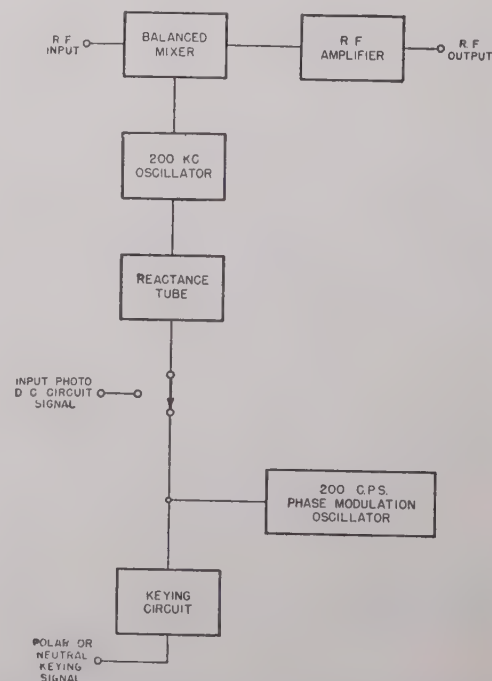 R F
INPUT
BALANCED
MIXER
R F
AMPLIFIER
R.F.
OUTPUT
200 KC
OSCILLATOR
REACTANCE
TUBE
INPUT PHOTO
D C CIRCUIT
SIGNAL
200 C.P.S.
PHASE MODULATION
OSCILLATOR
KEYING
CIRCUIT
POLAR OR
NEUTRAL
KEYING
SIGNAL